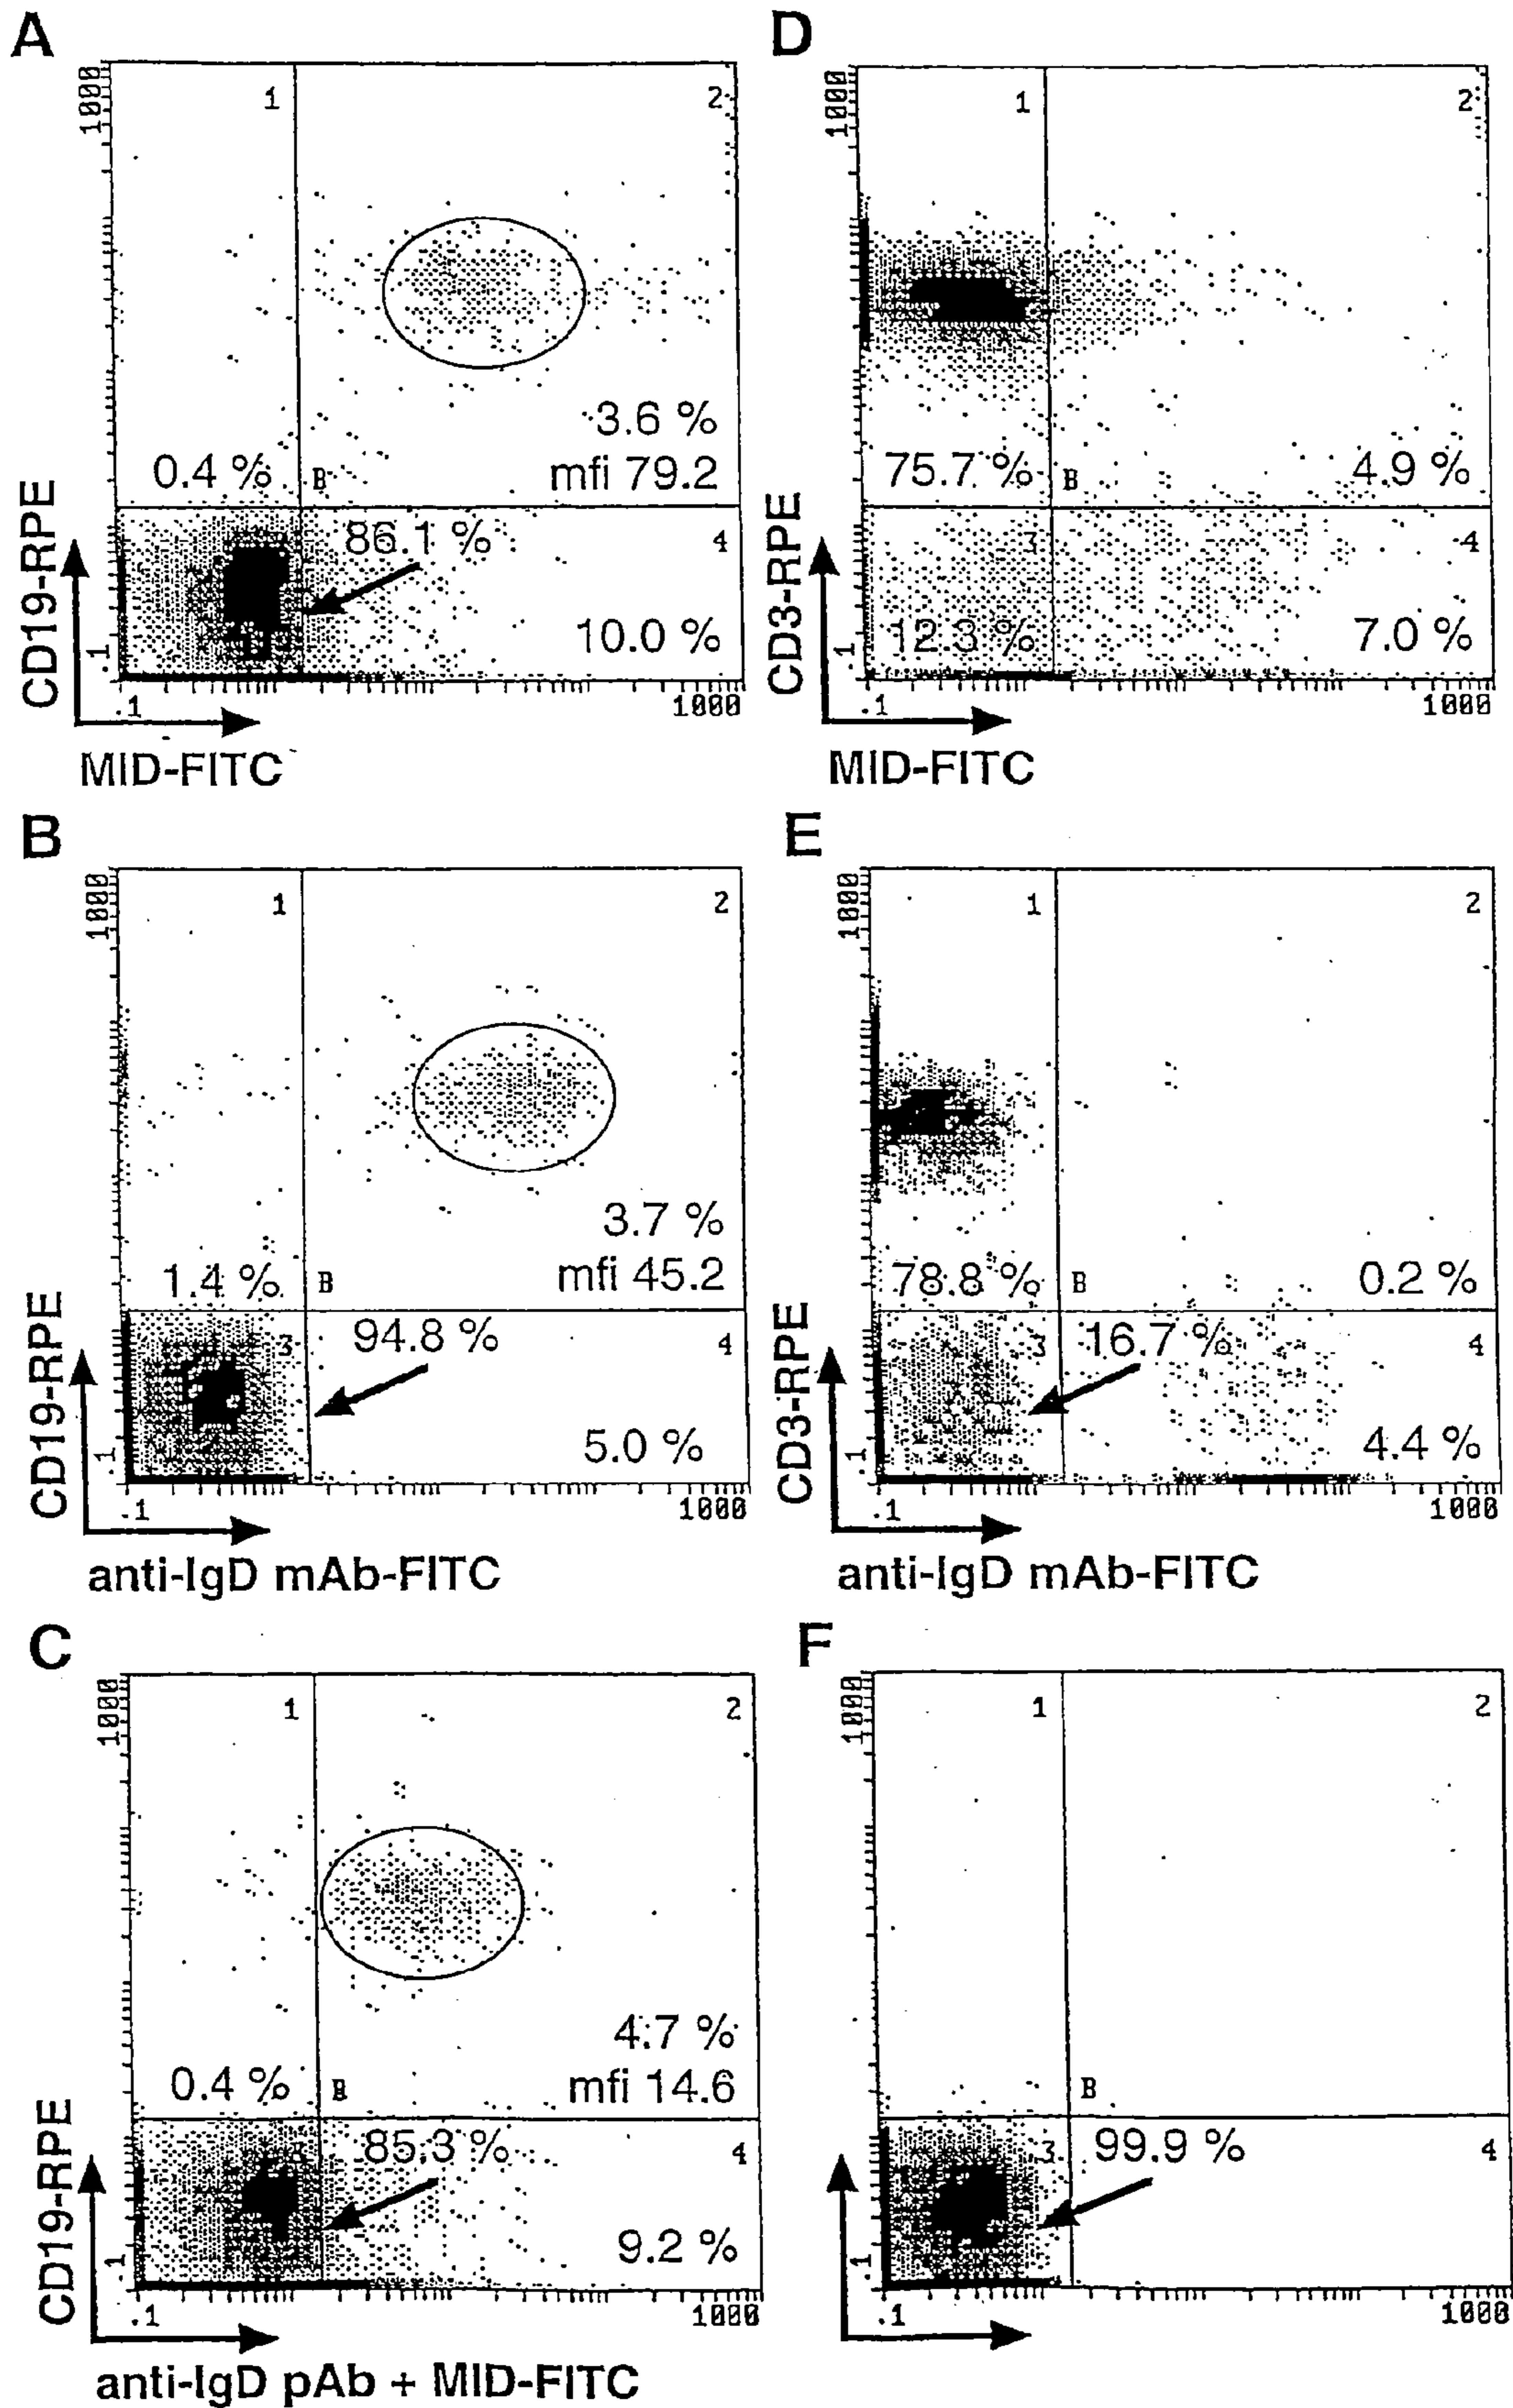 A
1000
1
2
3.6 %
0.4 %
B
mfi 79.2
86.1 %
4
10.0 %
.1
CD19-RPE
.1
1000
MID-FITC
D
1000
1
2
75.7 %
B
4.9 %
3
4
12.3 %
7.0 %
.1
CD3-RPE
.1
1000
MID-FITC
B
1000
1
2
3.7 %
1.4 %
B
mfi 45.2
3
94.8 %
4
5.0 %
.1
CD19-RPE
.1
1000
anti-IgD mAb-FITC
E
1000
1
2
78.8 %
B
0.2 %
3
16.7 %
4
4.4 %
.1
CD3-RPE
.1
1000
anti-IgD mAb-FITC
C
1000
1
2
4.7 %
0.4 %
B
mfi 14.6
85.3 %
4
9.2 %
.1
CD19-RPE
.1
1000
anti-IgD pAb + MID-FITC
F
1000
1
2
B
3
99.9 %
4
.1
.1
1000